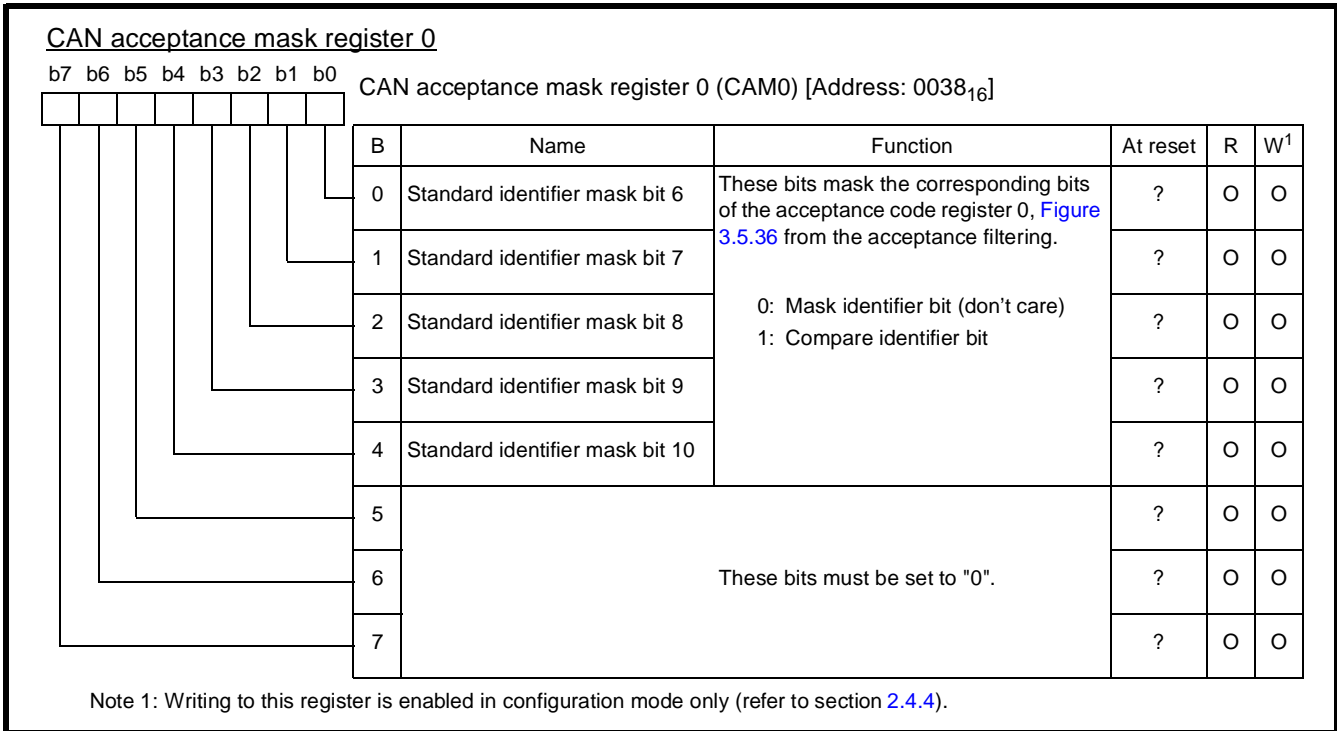 CAN acceptance mask register 0
b7 b6 b5 b4 b3 b2 b1 b0
CAN acceptance mask register 0 (CAM0) [Address: 0038₁₆]
B Name Function At reset R W¹
0 Standard identifier mask bit 6 These bits mask the corresponding bits ? O O
of the acceptance code register 0, Figure
3.5.36 from the acceptance filtering.
1 Standard identifier mask bit 7 ? O O
0: Mask identifier bit (don't care)
2 Standard identifier mask bit 8 ? O O
1: Compare identifier bit
3 Standard identifier mask bit 9 ? O O
4 Standard identifier mask bit 10 ? O O
5 ? O O
6 These bits must be set to "0". ? O O
7 ? O O
Note 1: Writing to this register is enabled in configuration mode only (refer to section 2.4.4).